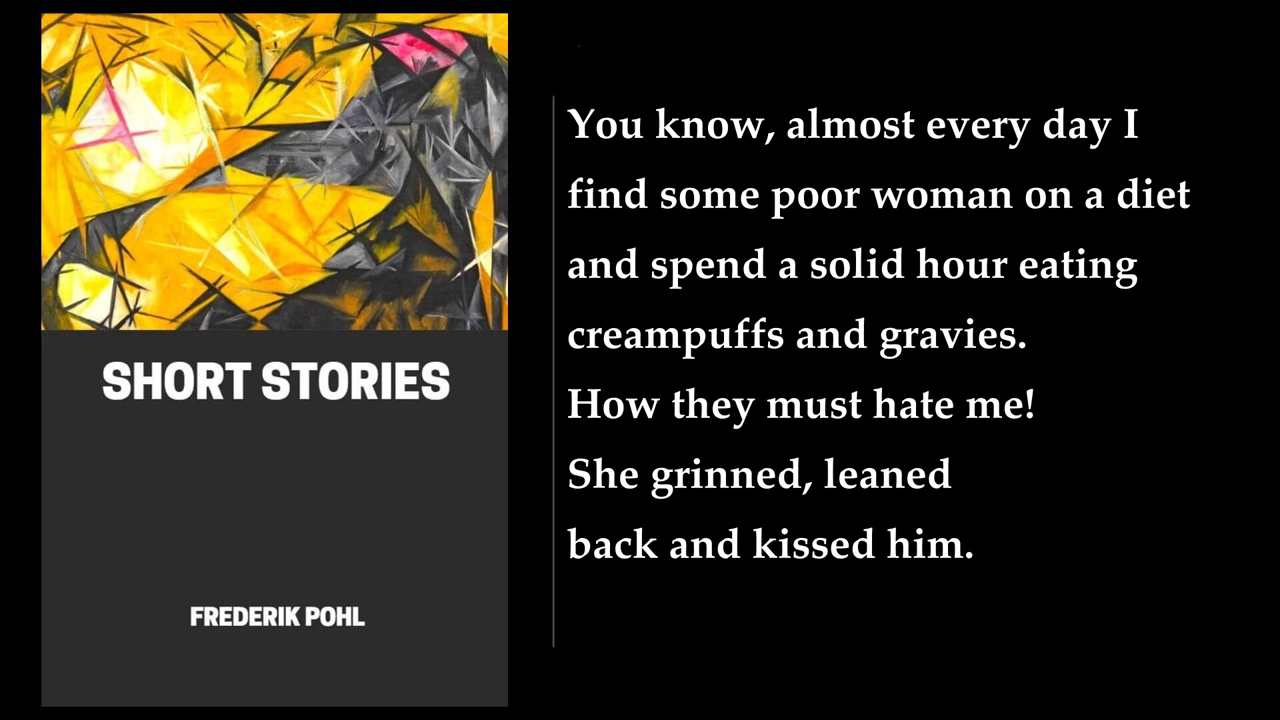 SHORT STORIES
FREDERIK POHL
You know, almost every day I
find some poor woman on a diet
and spend a solid hour eating
creampuffs and gravies.
How they must hate me!
She grinned, leaned
back and kissed him.